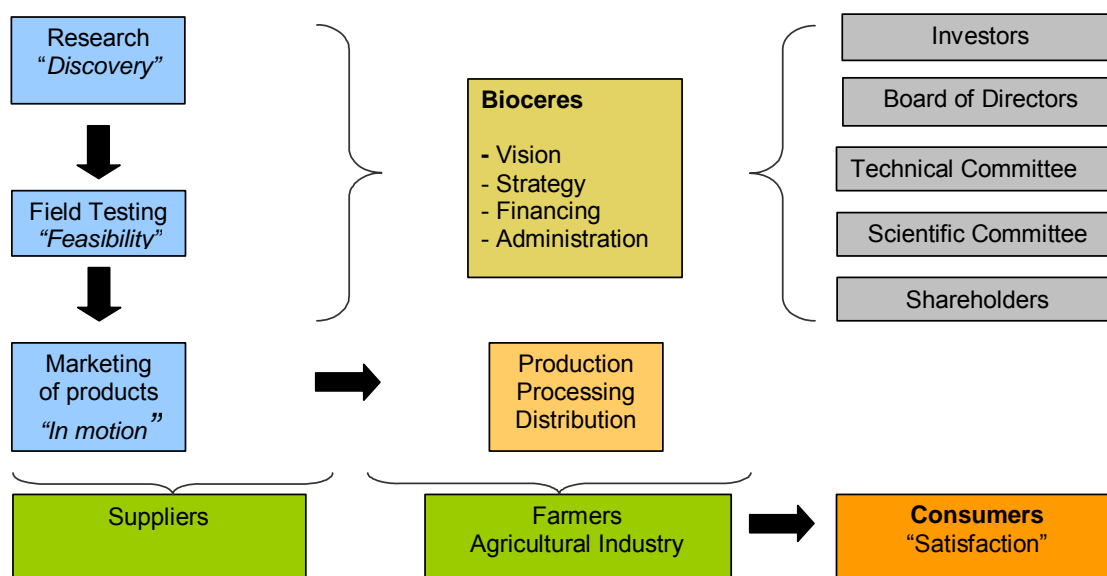 Research
“Discovery”
Field Testing
“Feasibility”
Marketing
of products
“In motion”
Bioceres
- Vision
- Strategy
- Financing
- Administration
Production
Processing
Distribution
Investors
Board of Directors
Technical Committee
Scientific Committee
Shareholders
Suppliers
Farmers
Agricultural Industry
Consumers
“Satisfaction”